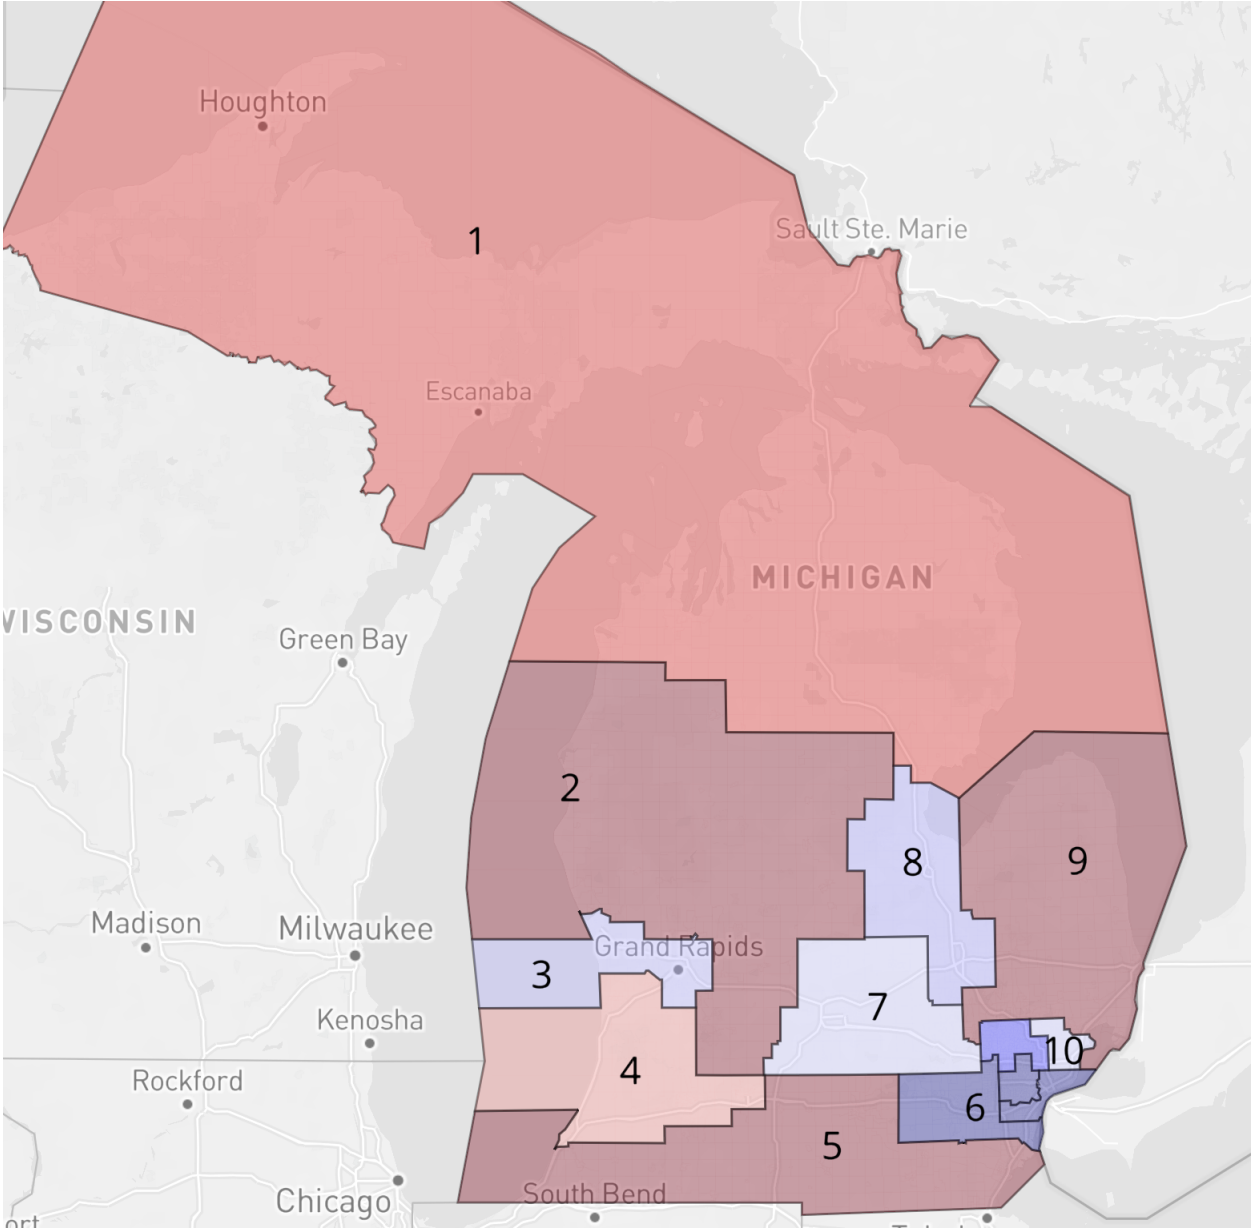 Houghton
1
Sault Ste. Marie
Escanaba
MICHIGAN
WISCONSIN
Green Bay
2
8
9
Madison
Milwaukee
Grand Rapids
3
7
Kenosha
10
4
Rockford
6
5
Chicago
South Bend